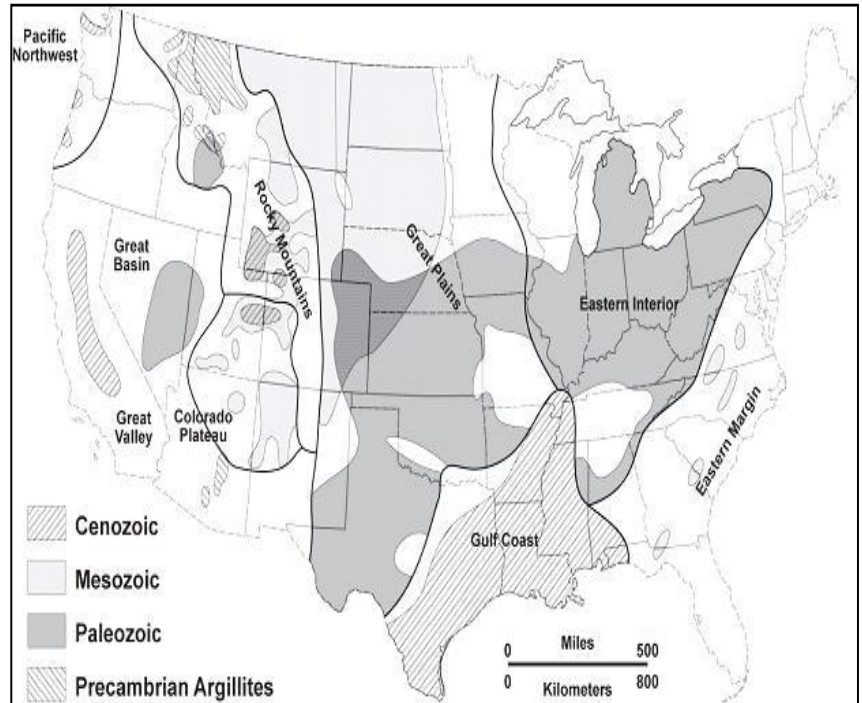 Pacific
Northwest
Rocky Mountains
Great Plains
Great
Basin
Eastern Interior
Great
Valley
Colorado
Plateau
Eastern Margin
Gulf Coast
Cenozoic
Mesozoic
Paleozoic
Precambrian Argillites
0 Miles 500
0 Kilometers 800